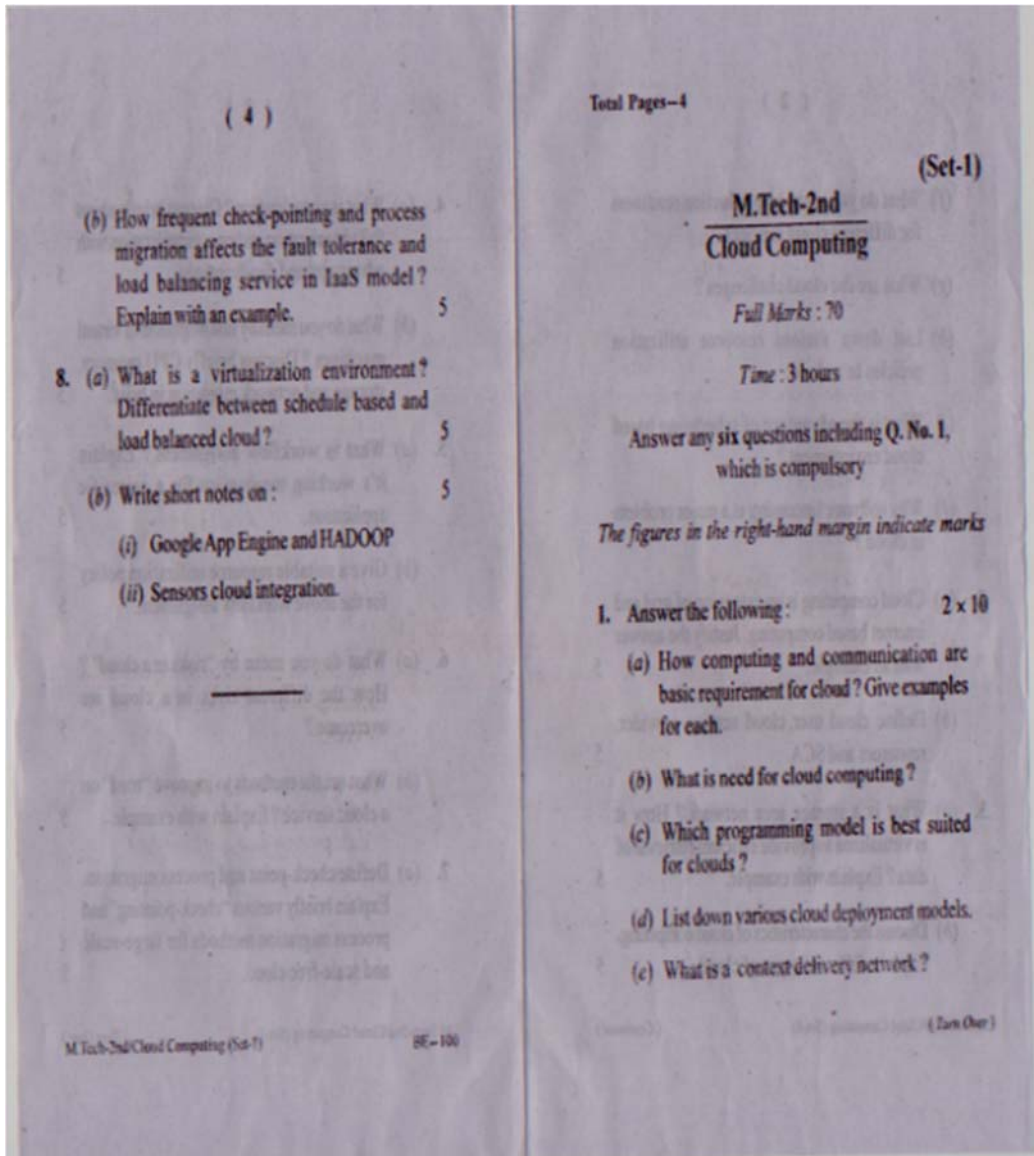 ( 4 )
(b) How frequent check-pointing and process
migration affects the fault tolerance and
load balancing service in IaaS model ?
Explain with an example. 5
8. (a) What is a virtualization environment ?
Differentiate between schedule based and
load balanced cloud ? 5
(b) Write short notes on : 5
(i) Google App Engine and HADOOP
(ii) Sensors cloud integration.
M.Tech-2nd/Cloud Computing (Set-1) BE-100
Total Pages-4
(Set-1)
M.Tech-2nd
Cloud Computing
Full Marks : 70
Time : 3 hours
Answer any six questions including Q. No. 1,
which is compulsory
The figures in the right-hand margin indicate marks
1. Answer the following : 2 × 10
(a) How computing and communication are
basic requirement for cloud ? Give examples
for each.
(b) What is need for cloud computing ?
(c) Which programming model is best suited
for clouds ?
(d) List down various cloud deployment models.
(e) What is a context delivery network ?
( Turn Over )